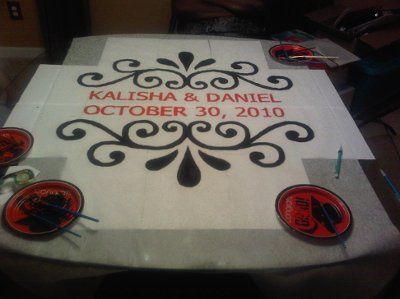 KALISHA & DANIEL
OCTOBER 30, 2010